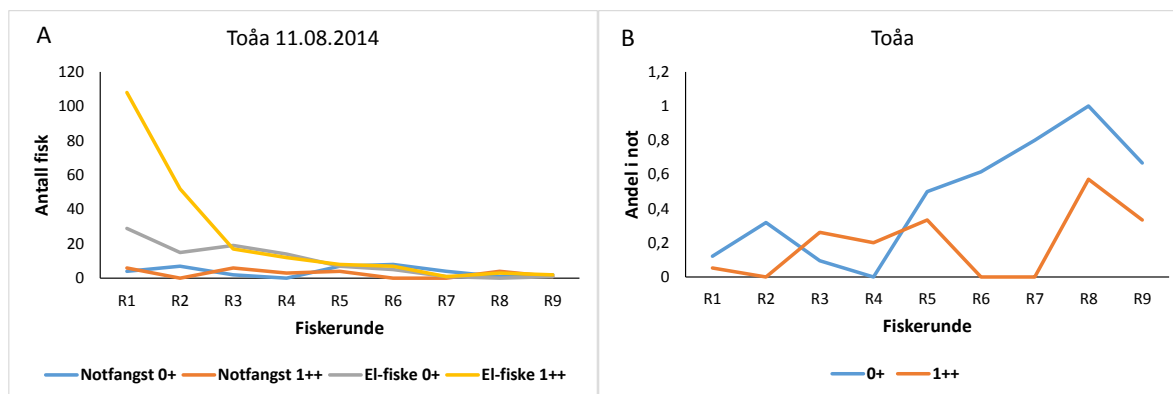 A
Toåa 11.08.2014
Antall fisk
120
100
80
60
40
20
0
R1 R2 R3 R4 R5 R6 R7 R8 R9
Fiskerunde
Notfangst 0+ Notfangst 1++ El-fiske 0+ El-fiske 1++
B
Toåa
Andel i not
1,2
1
0,8
0,6
0,4
0,2
0
R1 R2 R3 R4 R5 R6 R7 R8 R9
Fiskerunde
0+ 1++